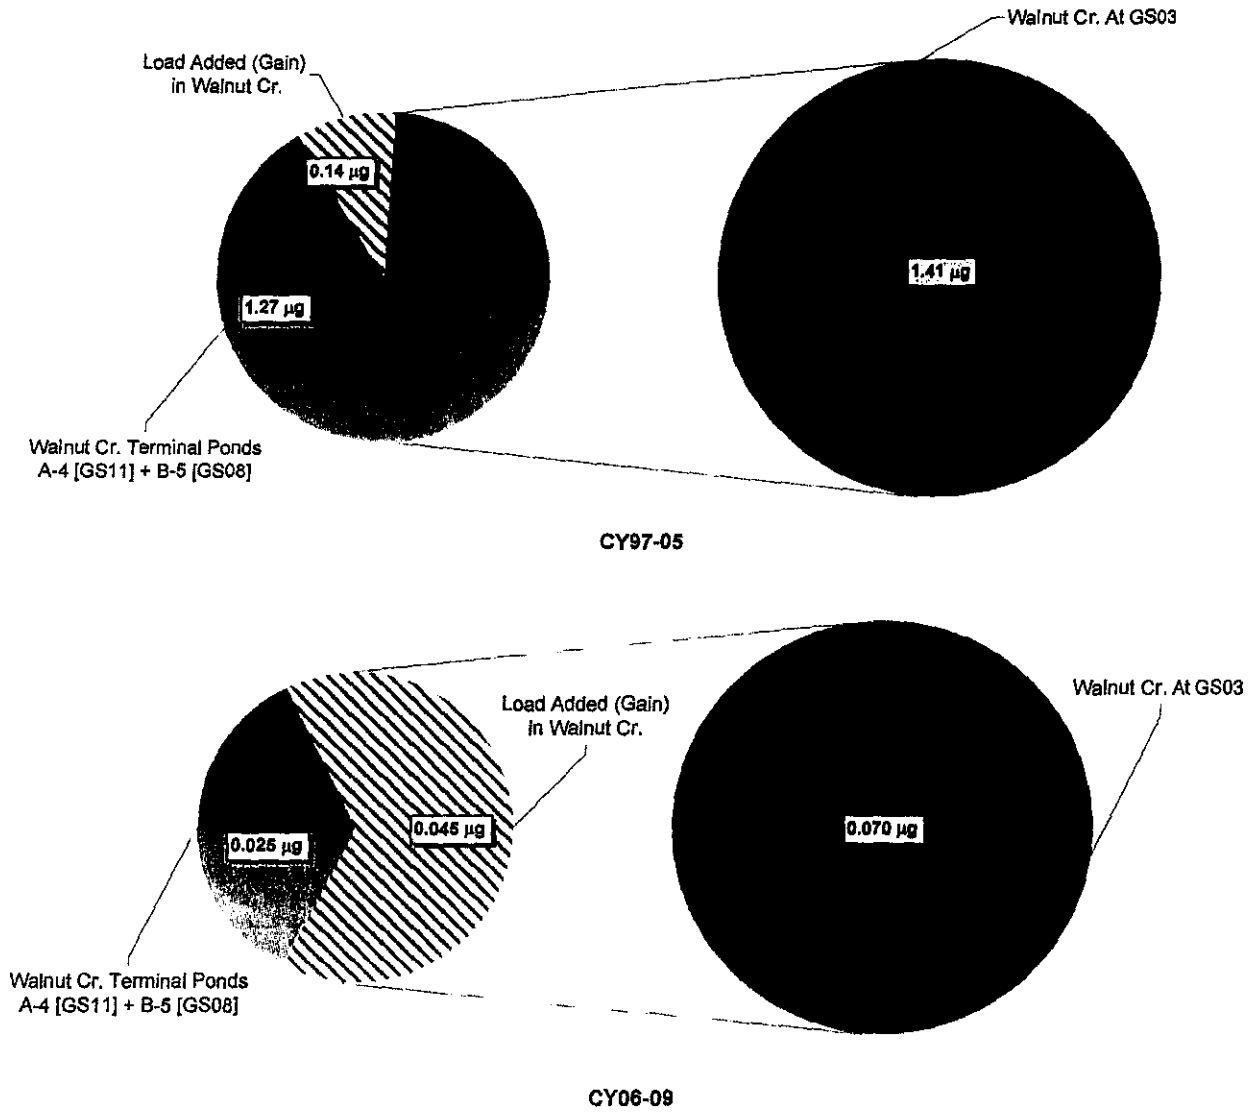 Walnut Cr. At GS03
Load Added (Gain)
in Walnut Cr.
0.14 µg
1.41 µg
1.27 µg
Walnut Cr. Terminal Ponds
A-4 [GS11] + B-5 [GS08]
CY97-05
Walnut Cr. At GS03
Load Added (Gain)
in Walnut Cr.
0.045 µg
0.070 µg
0.025 µg
Walnut Cr. Terminal Ponds
A-4 [GS11] + B-5 [GS08]
CY06-09